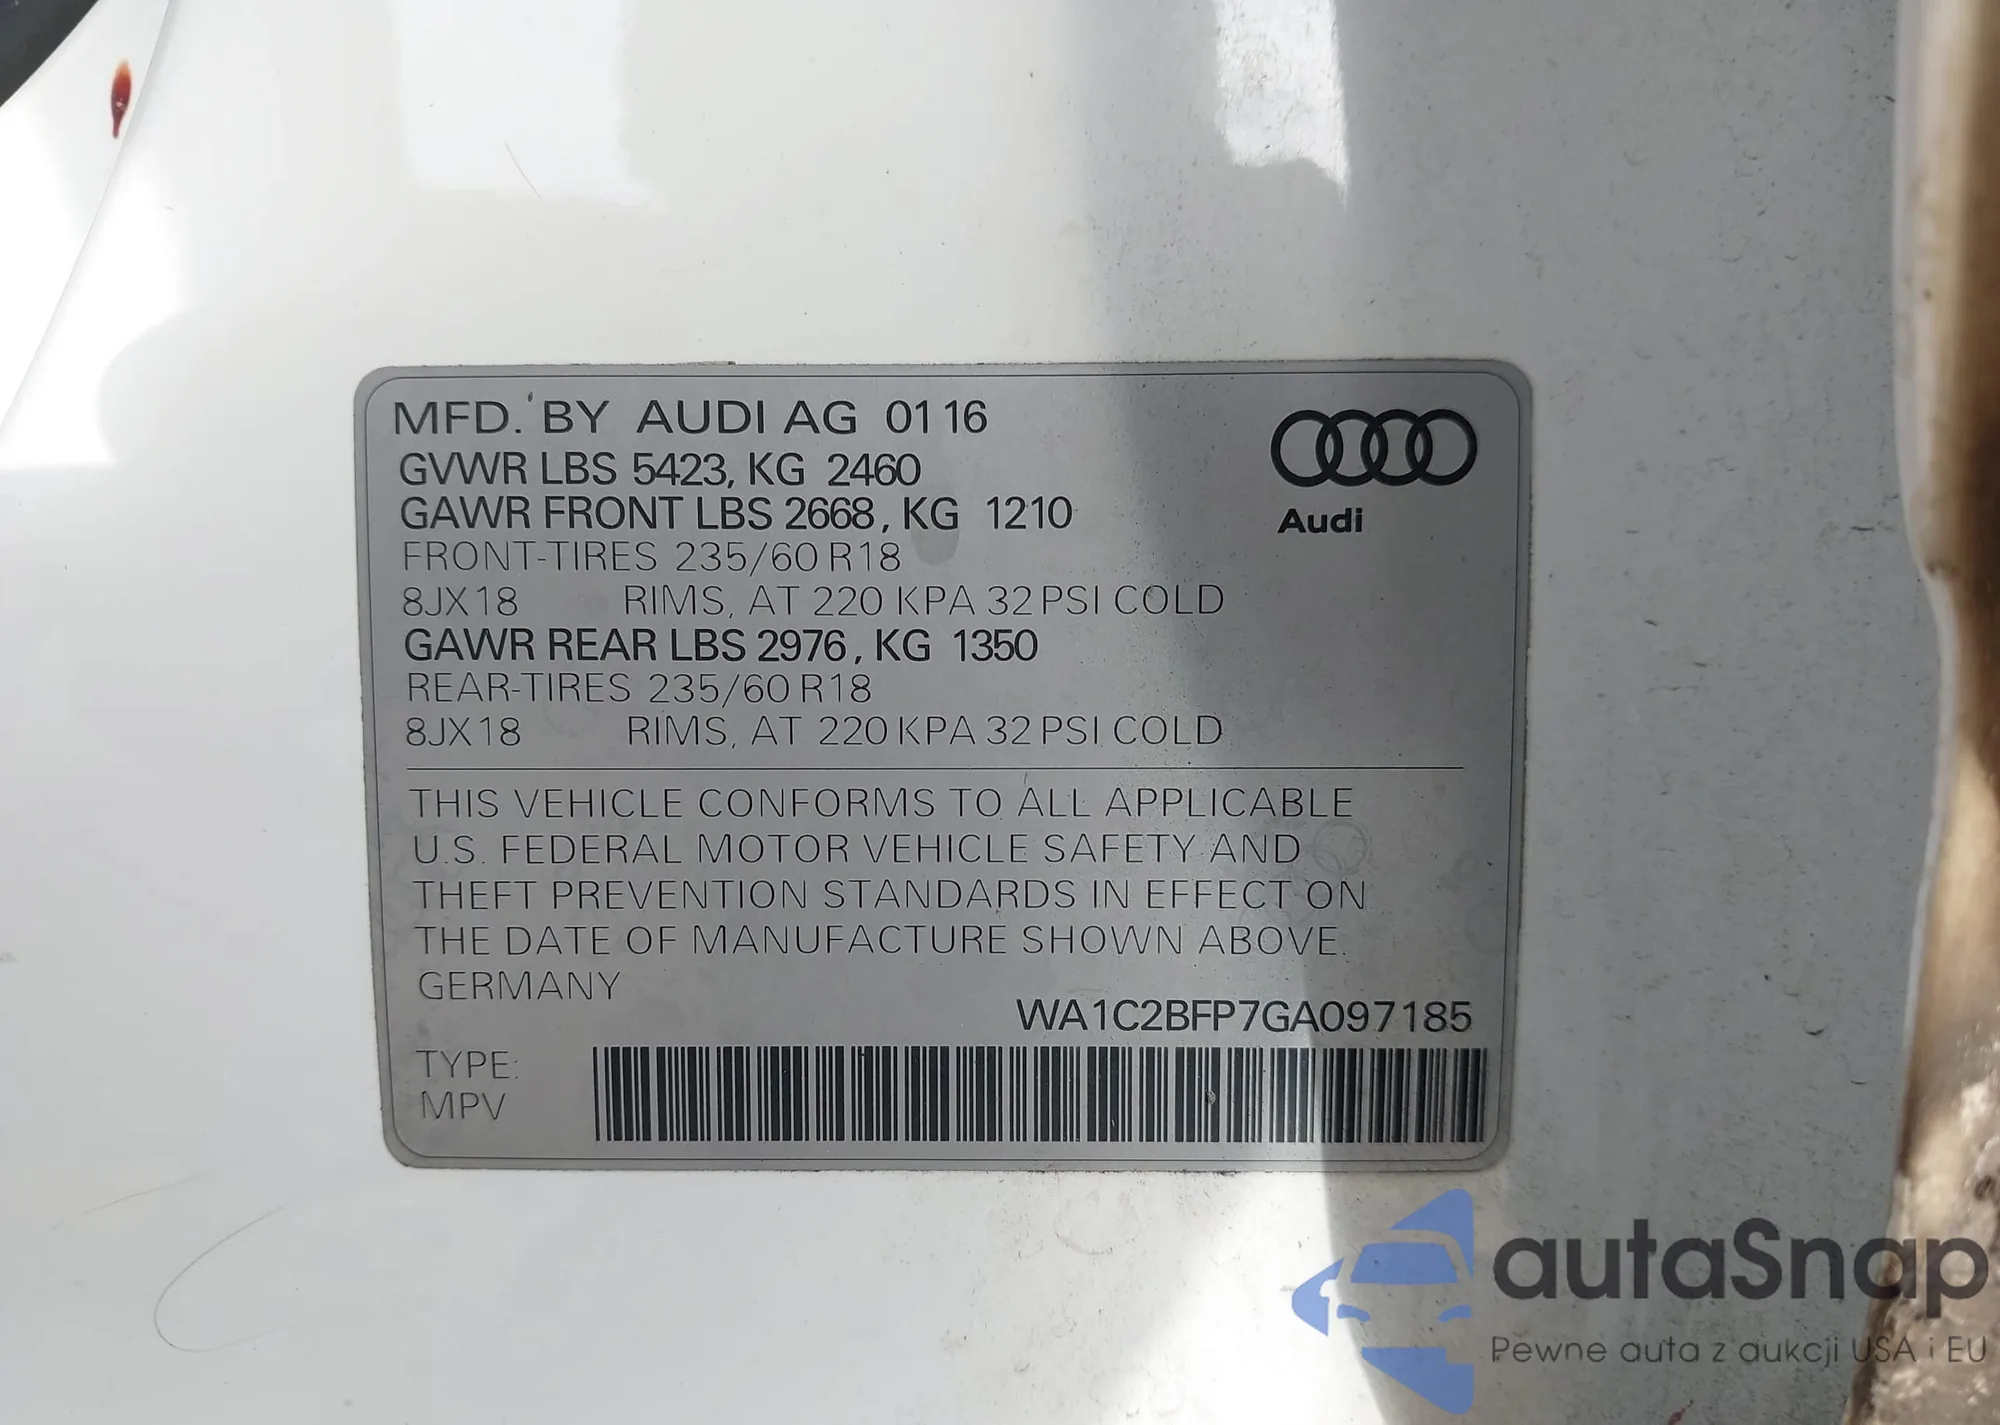 MFD. BY AUDI AG 01 16
GVWR LBS 5423, KG 2460
GAWR FRONT LBS 2668, KG 1210
FRONT-TIRES 235/60 R18
8JX18 RIMS, AT 220 KPA 32 PSI COLD
GAWR REAR LBS 2976, KG 1350
REAR-TIRES 235/60 R18
8JX18 RIMS, AT 220 KPA 32 PSI COLD
Audi
THIS VEHICLE CONFORMS TO ALL APPLICABLE
U.S. FEDERAL MOTOR VEHICLE SAFETY AND
THEFT PREVENTION STANDARDS IN EFFECT ON
THE DATE OF MANUFACTURE SHOWN ABOVE.
GERMANY
WA1C2BFP7GA097185
TYPE:
MPV
autaSnap
Pewne auta z aukcji USA i EU